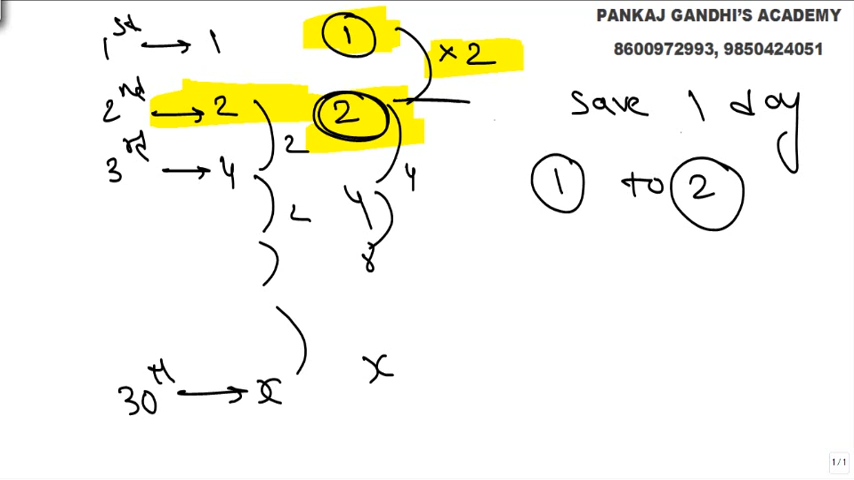 PANKAJ GANDHI'S ACADEMY
8600972993, 9850424051
1st → 1 1 × 2
2nd → 2 2
save 1 day
2
3rd → 4 4
1 to 2
2 4
8
30th → x x
1/1